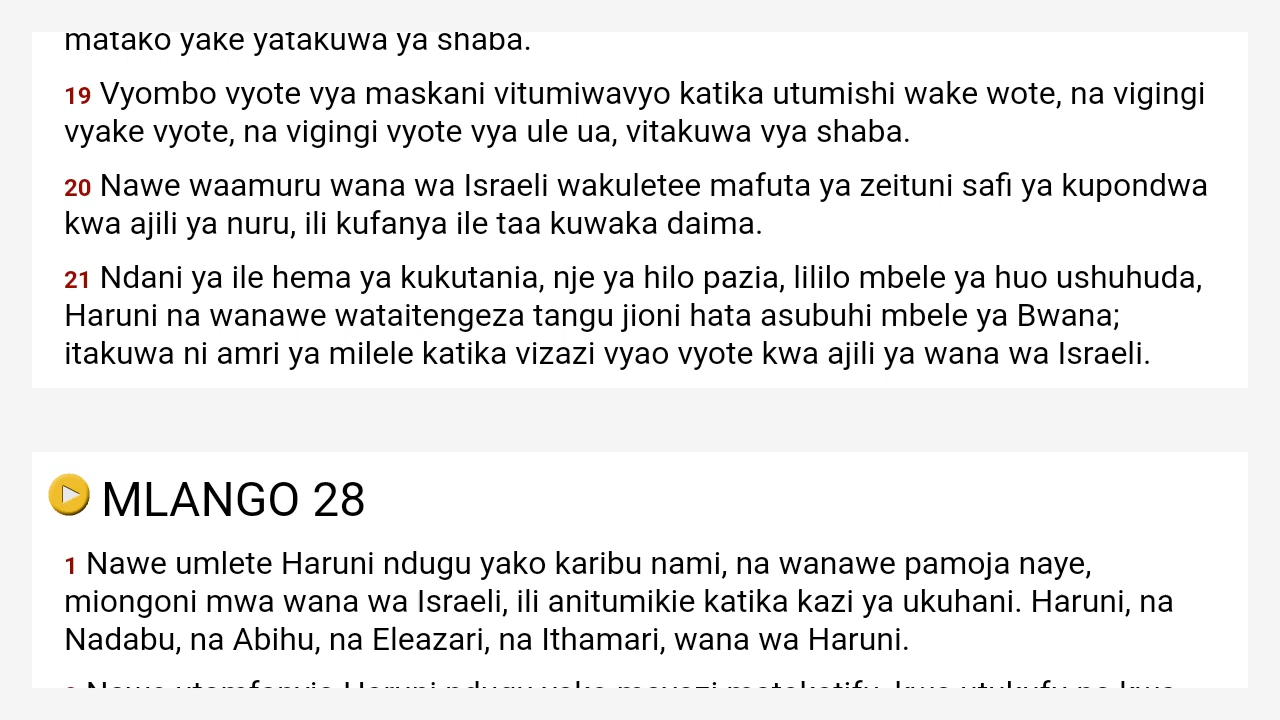 matako yake yatakuwa ya shaba.
19 Vyombo vyote vya maskani vitumiwavyo katika utumishi wake wote, na vigingi
vyake vyote, na vigingi vyote vya ule ua, vitakuwa vya shaba.
20 Nawe waamuru wana wa Israeli wakuletee mafuta ya zeituni safi ya kupondwa
kwa ajili ya nuru, ili kufanya ile taa kuwaka daima.
21 Ndani ya ile hema ya kukutania, nje ya hilo pazia, lililo mbele ya huo ushuhuda,
Haruni na wanawe wataitengeza tangu jioni hata asubuhi mbele ya Bwana;
itakuwa ni amri ya milele katika vizazi vyao vyote kwa ajili ya wana wa Israeli.
MLANGO 28
1 Nawe umlete Haruni ndugu yako karibu nami, na wanawe pamoja naye,
miongoni mwa wana wa Israeli, ili anitumikie katika kazi ya ukuhani. Haruni, na
Nadabu, na Abihu, na Eleazari, na Ithamari, wana wa Haruni.